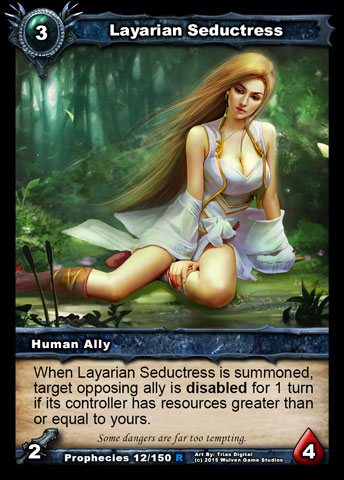 3
Layarian Seductress
Human Ally
When Layarian Seductress is summoned,
target opposing ally is disabled for 1 turn
if its controller has resources greater than
or equal to yours.
Some dangers are far too tempting.
2
Prophecies 12/150 R
Art By: Trias Digital
(c) 2015 Wulven Game Studios
4